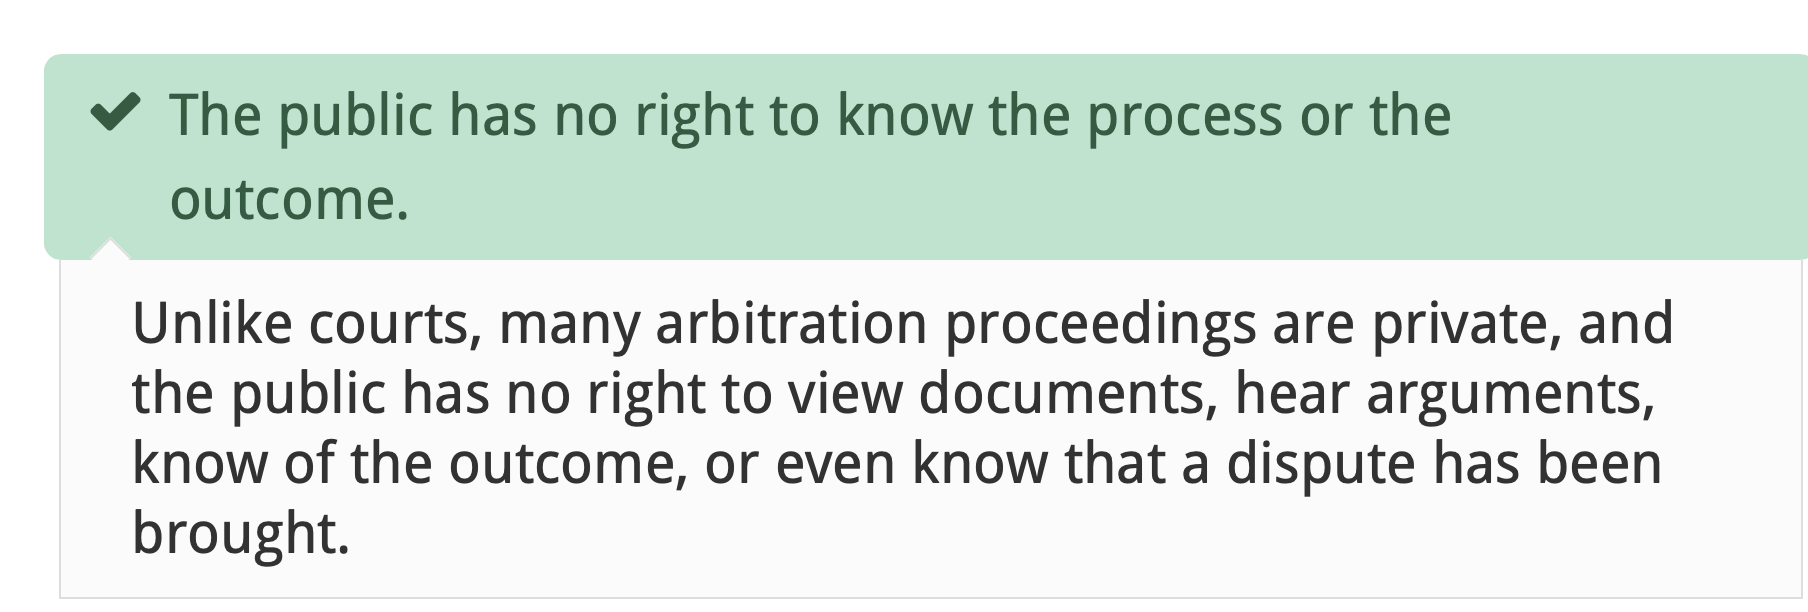 The public has no right to know the process or the
outcome.
Unlike courts, many arbitration proceedings are private, and
the public has no right to view documents, hear arguments,
know of the outcome, or even know that a dispute has been
brought.